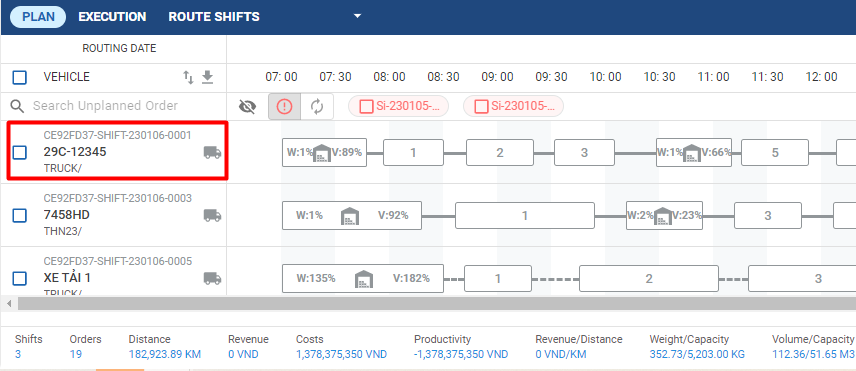 PLAN EXECUTION ROUTE SHIFTS
ROUTING DATE
VEHICLE 07: 00 07: 30 08: 00 08: 30 09: 00 09: 30 10: 00 10: 30 11: 00 11: 30 12: 00
Search Unplanned Order Si-230105-... Si-230105-...
CE92FD37-SHIFT-230106-0001
29C-12345 W:1% V:89% 1 2 3 W:1% V:66% 5
TRUCK/
CE92FD37-SHIFT-230106-0003
7458HD W:1% V:92% 1 W:2% V:23% 3
THN23/
CE92FD37-SHIFT-230106-0005
XE TẢI 1 W:135% V:182% 1 2 3
TRUCK/
Shifts Orders Distance Revenue Costs Productivity Revenue/Distance Weight/Capacity Volume/Capacity
3 19 182,923.89 KM 0 VND 1,378,375,350 VND -1,378,375,350 VND 0 VND/KM 352.73/5,203.00 KG 112.36/51.65 M3